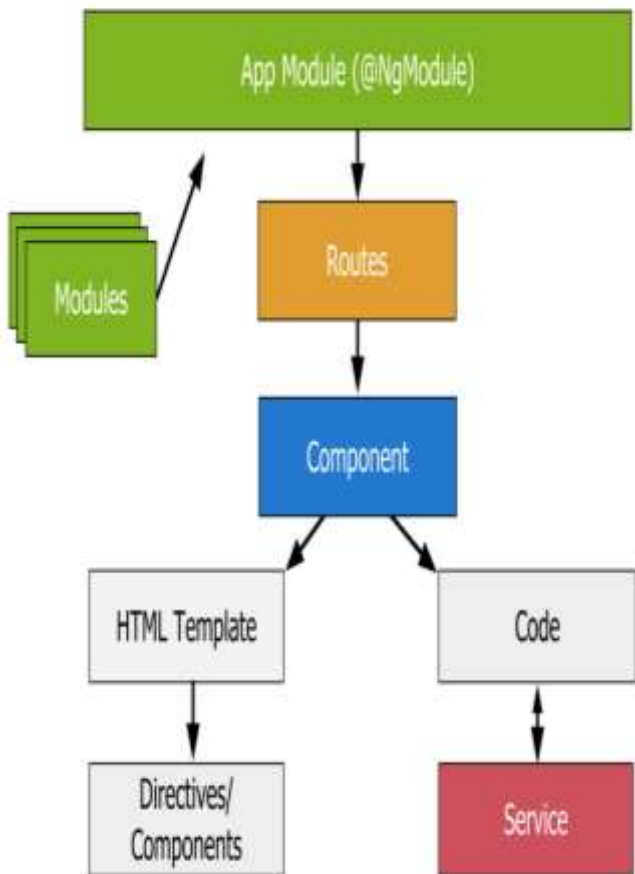 App Module (@NgModule)
Routes
Modules
Component
HTML Template
Code
Directives/
Components
Service